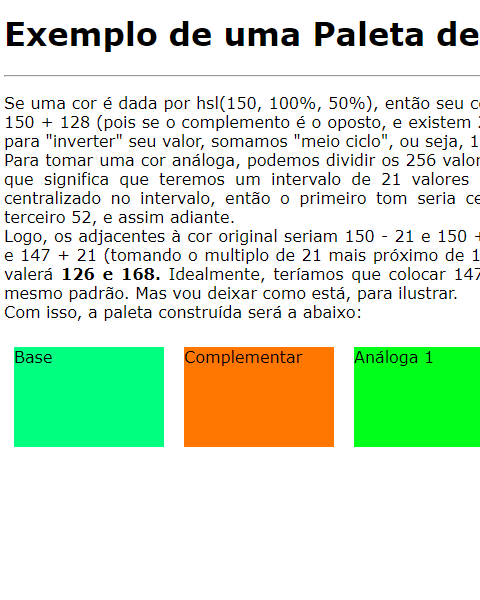 Exemplo de uma Paleta de
Se uma cor é dada por hsl(150, 100%, 50%), então seu
150 + 128 (pois se o complemento é o oposto, e existem
para "inverter" seu valor, somamos "meio ciclo", ou seja, 1
Para tomar uma cor análoga, podemos dividir os 256
que significa que teremos um intervalo de 21 valores
centralizado no intervalo, então o primeiro tom seria
terceiro 52, e assim adiante.
Logo, os adjacentes à cor original seriam 150 - 21 e 150 +
e 147 + 21 (tomando o multiplo de 21 mais próximo de 1
valerá 126 e 168. Idealmente, teríamos que colocar 147
mesmo padrão. Mas vou deixar como está, para ilustrar.
Com isso, a paleta construída será a abaixo:
Base Complementar Análoga 1